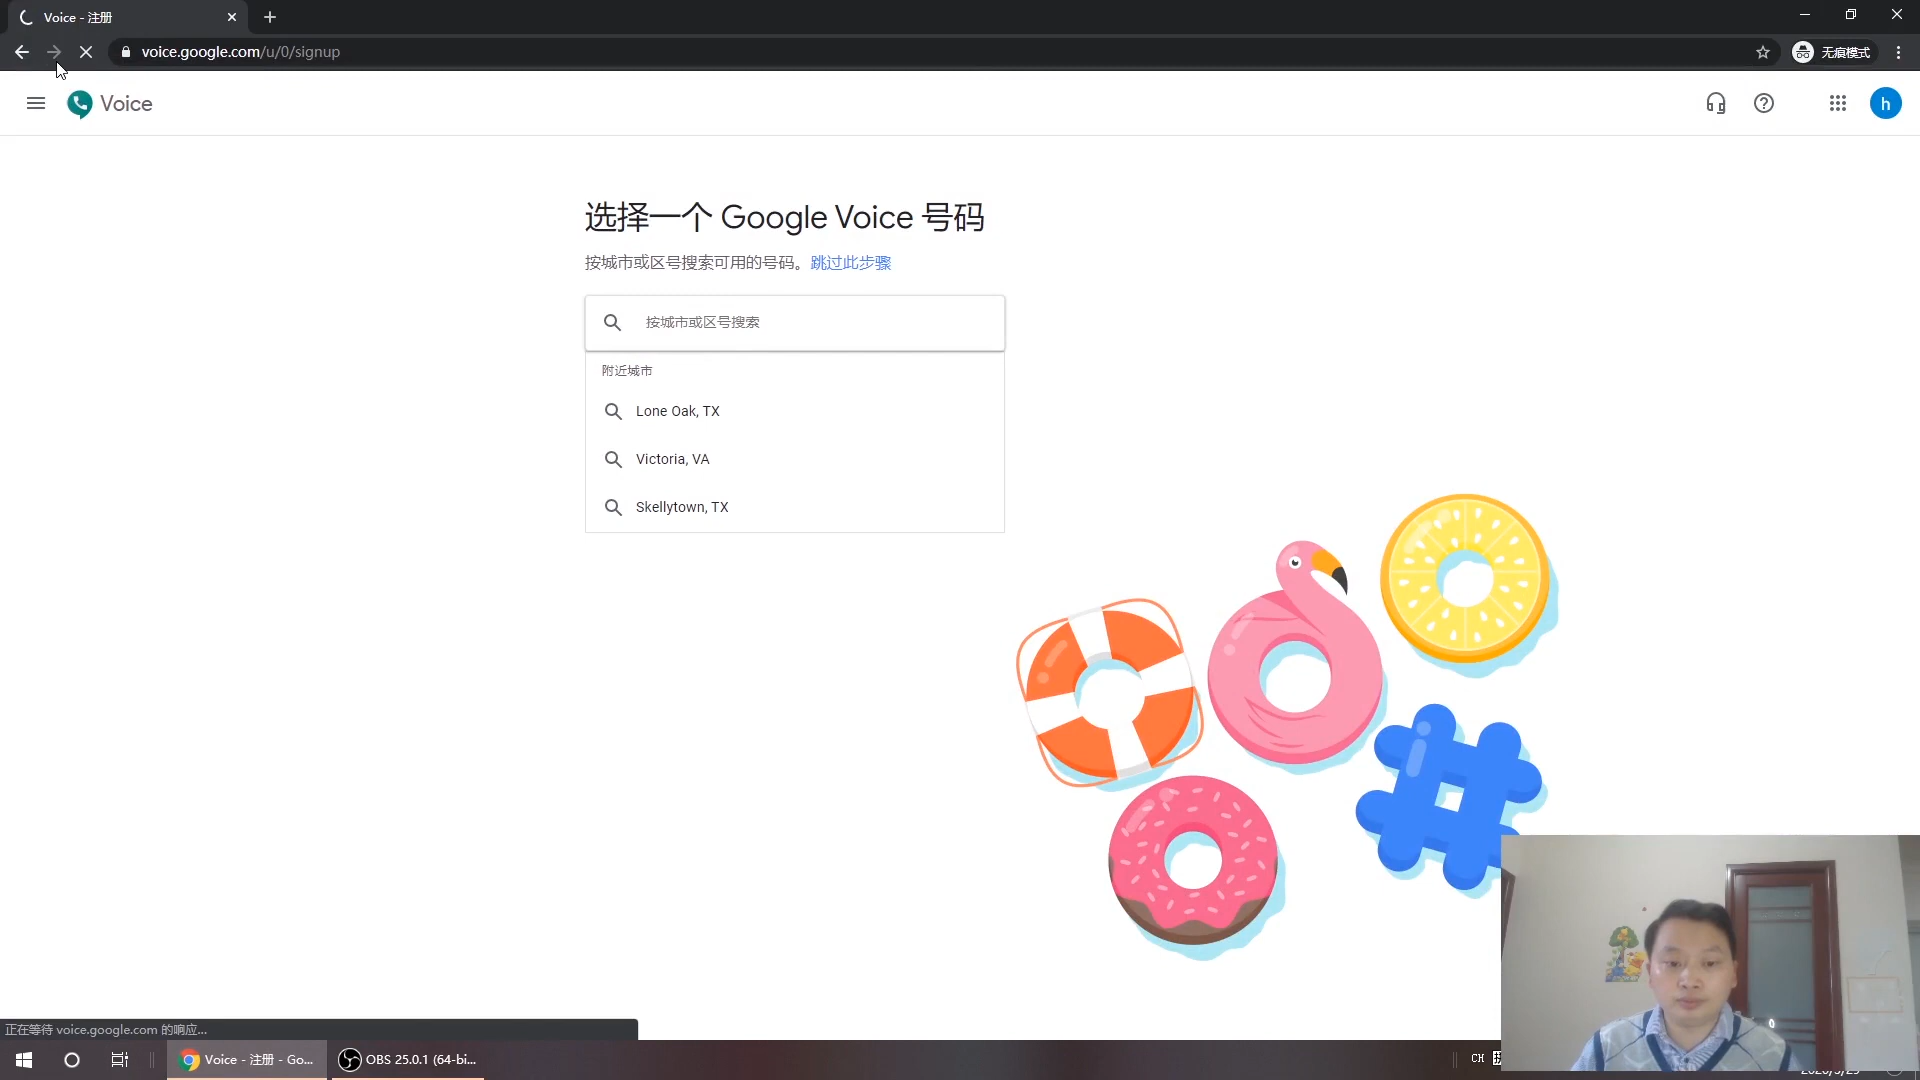 Voice - 注册
voice.google.com/u/0/signup
无痕模式
Voice
h
选择一个 Google Voice 号码
按城市或区号搜索可用的号码。跳过此步骤
按城市或区号搜索
附近城市
Lone Oak, TX
Victoria, VA
Skellytown, TX
正在等待 voice.google.com 的响应...
Voice - 注册 - Go...
OBS 25.0.1 (64-bi...
CH